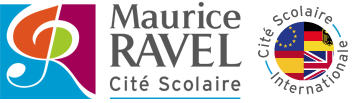 Maurice
RAVEL
Cité Scolaire
Cité Scolaire
Internationale